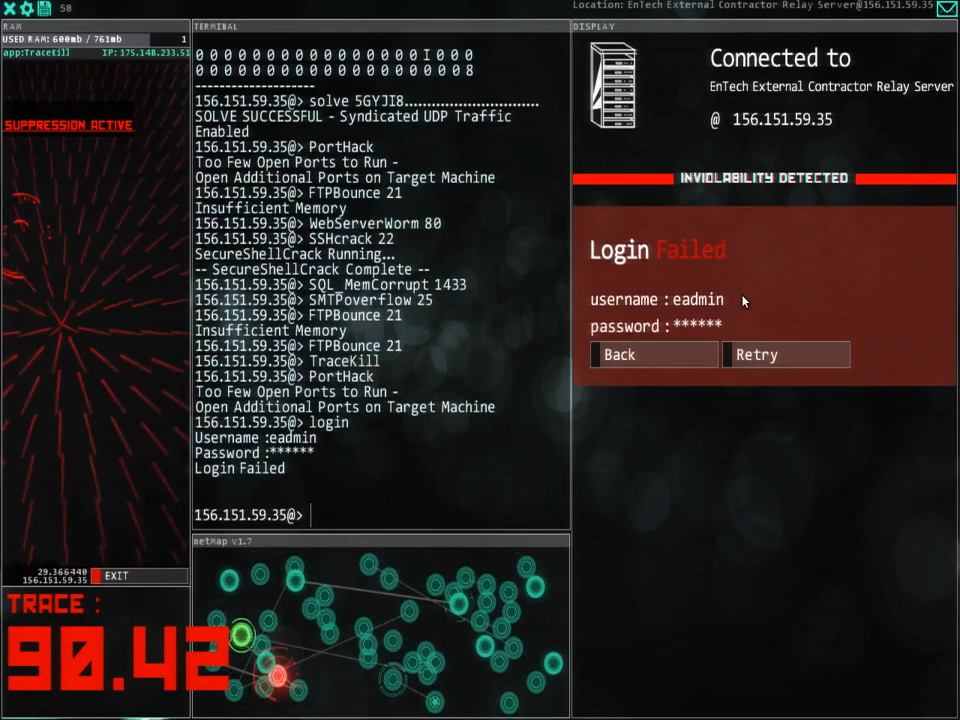 58
Location: EnTech External Contractor Relay Server@156.151.59.35
RAM
USED RAM: 600mb / 761mb 1
app:TraceKill IP: 175.148.233.51
SUPPRESSION ACTIVE
29.366440
156.151.59.35
EXIT
TRACE :
90.42
TERMINAL
0 0 0 0 0 0 0 0 0 0 0 0 0 0 0 0 I 0 0 0
0 0 0 0 0 0 0 0 0 0 0 0 0 0 0 0 0 0 0 8
--------------------
156.151.59.35@> solve 5GYJI8.............................
SOLVE SUCCESSFUL - Syndicated UDP Traffic
Enabled
156.151.59.35@> PortHack
Too Few Open Ports to Run -
Open Additional Ports on Target Machine
156.151.59.35@> FTPBounce 21
Insufficient Memory
156.151.59.35@> WebServerWorm 80
156.151.59.35@> SSHcrack 22
SecureShellCrack Running...
-- SecureShellCrack Complete --
156.151.59.35@> SQL_MemCorrupt 1433
156.151.59.35@> SMTPoverflow 25
156.151.59.35@> FTPBounce 21
Insufficient Memory
156.151.59.35@> FTPBounce 21
156.151.59.35@> TraceKill
156.151.59.35@> PortHack
Too Few Open Ports to Run -
Open Additional Ports on Target Machine
156.151.59.35@> login
Username :eadmin
Password :******
Login Failed
156.151.59.35@>
netMap v1.7
DISPLAY
Connected to
EnTech External Contractor Relay Server
@ 156.151.59.35
INVIOLABILITY DETECTED
Login Failed
username : eadmin
password : ******
Back
Retry